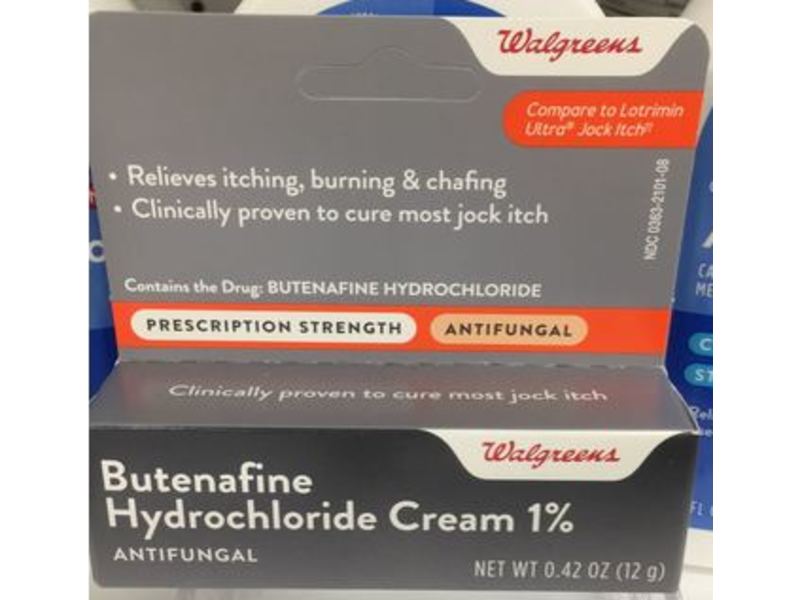 Walgreens
Compare to Lotrimin
Ultra® Jock Itch††
• Relieves itching, burning & chafing
• Clinically proven to cure most jock itch
NDC 0363-2101-08
Contains the Drug: BUTENAFINE HYDROCHLORIDE
PRESCRIPTION STRENGTH
ANTIFUNGAL
Clinically proven to cure most jock itch
Walgreens
Butenafine
Hydrochloride Cream 1%
ANTIFUNGAL
NET WT 0.42 OZ (12 g)